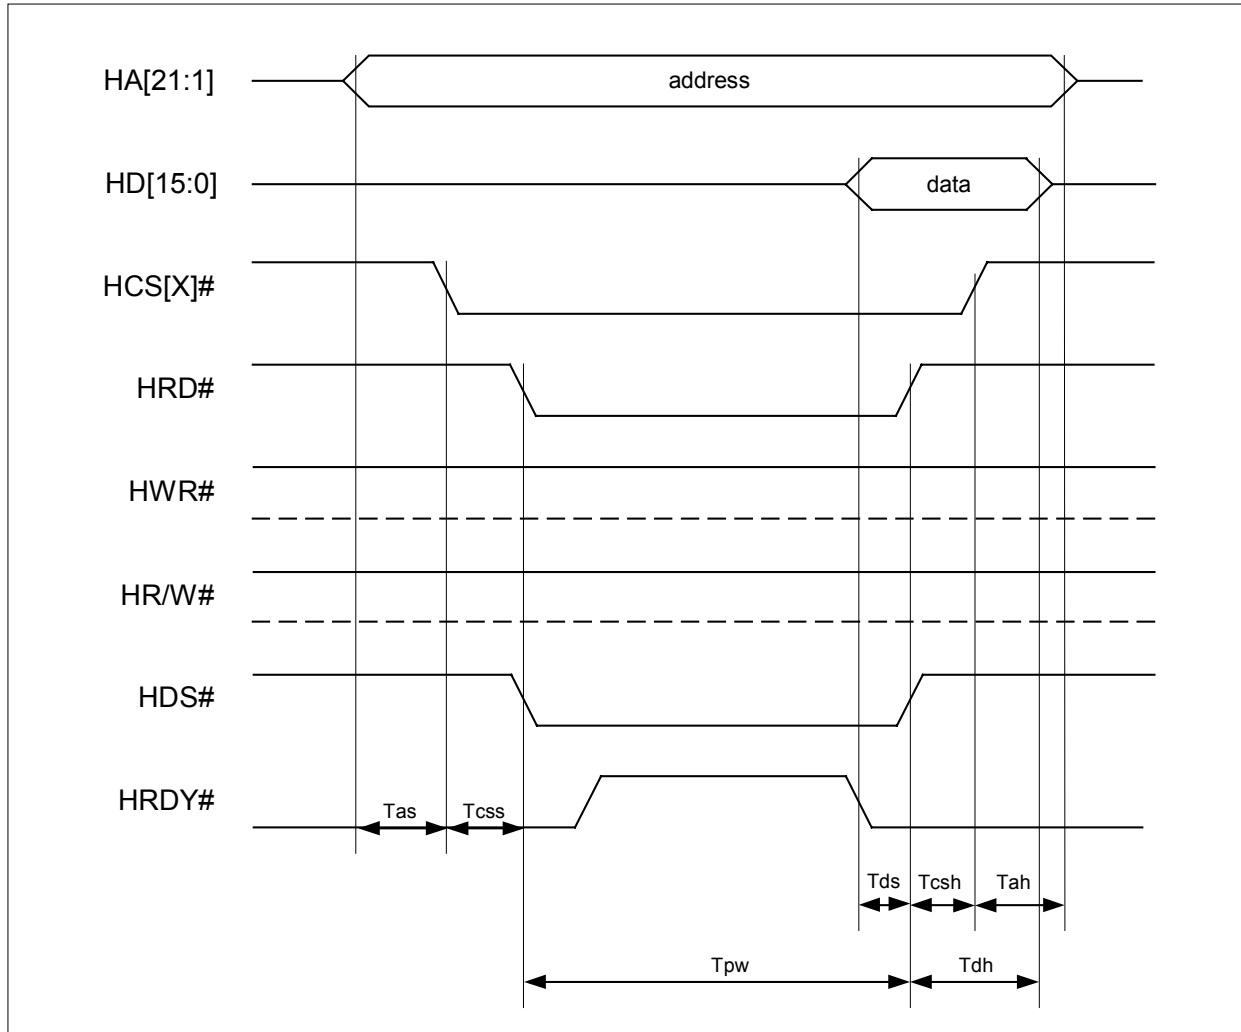 HA[21:1]
address
HD[15:0]
data
HCS[X]#
HRD#
HWR#
HR/W#
HDS#
HRDY#
Tas Tcss
Tds Tcsh Tah
Tpw Tdh